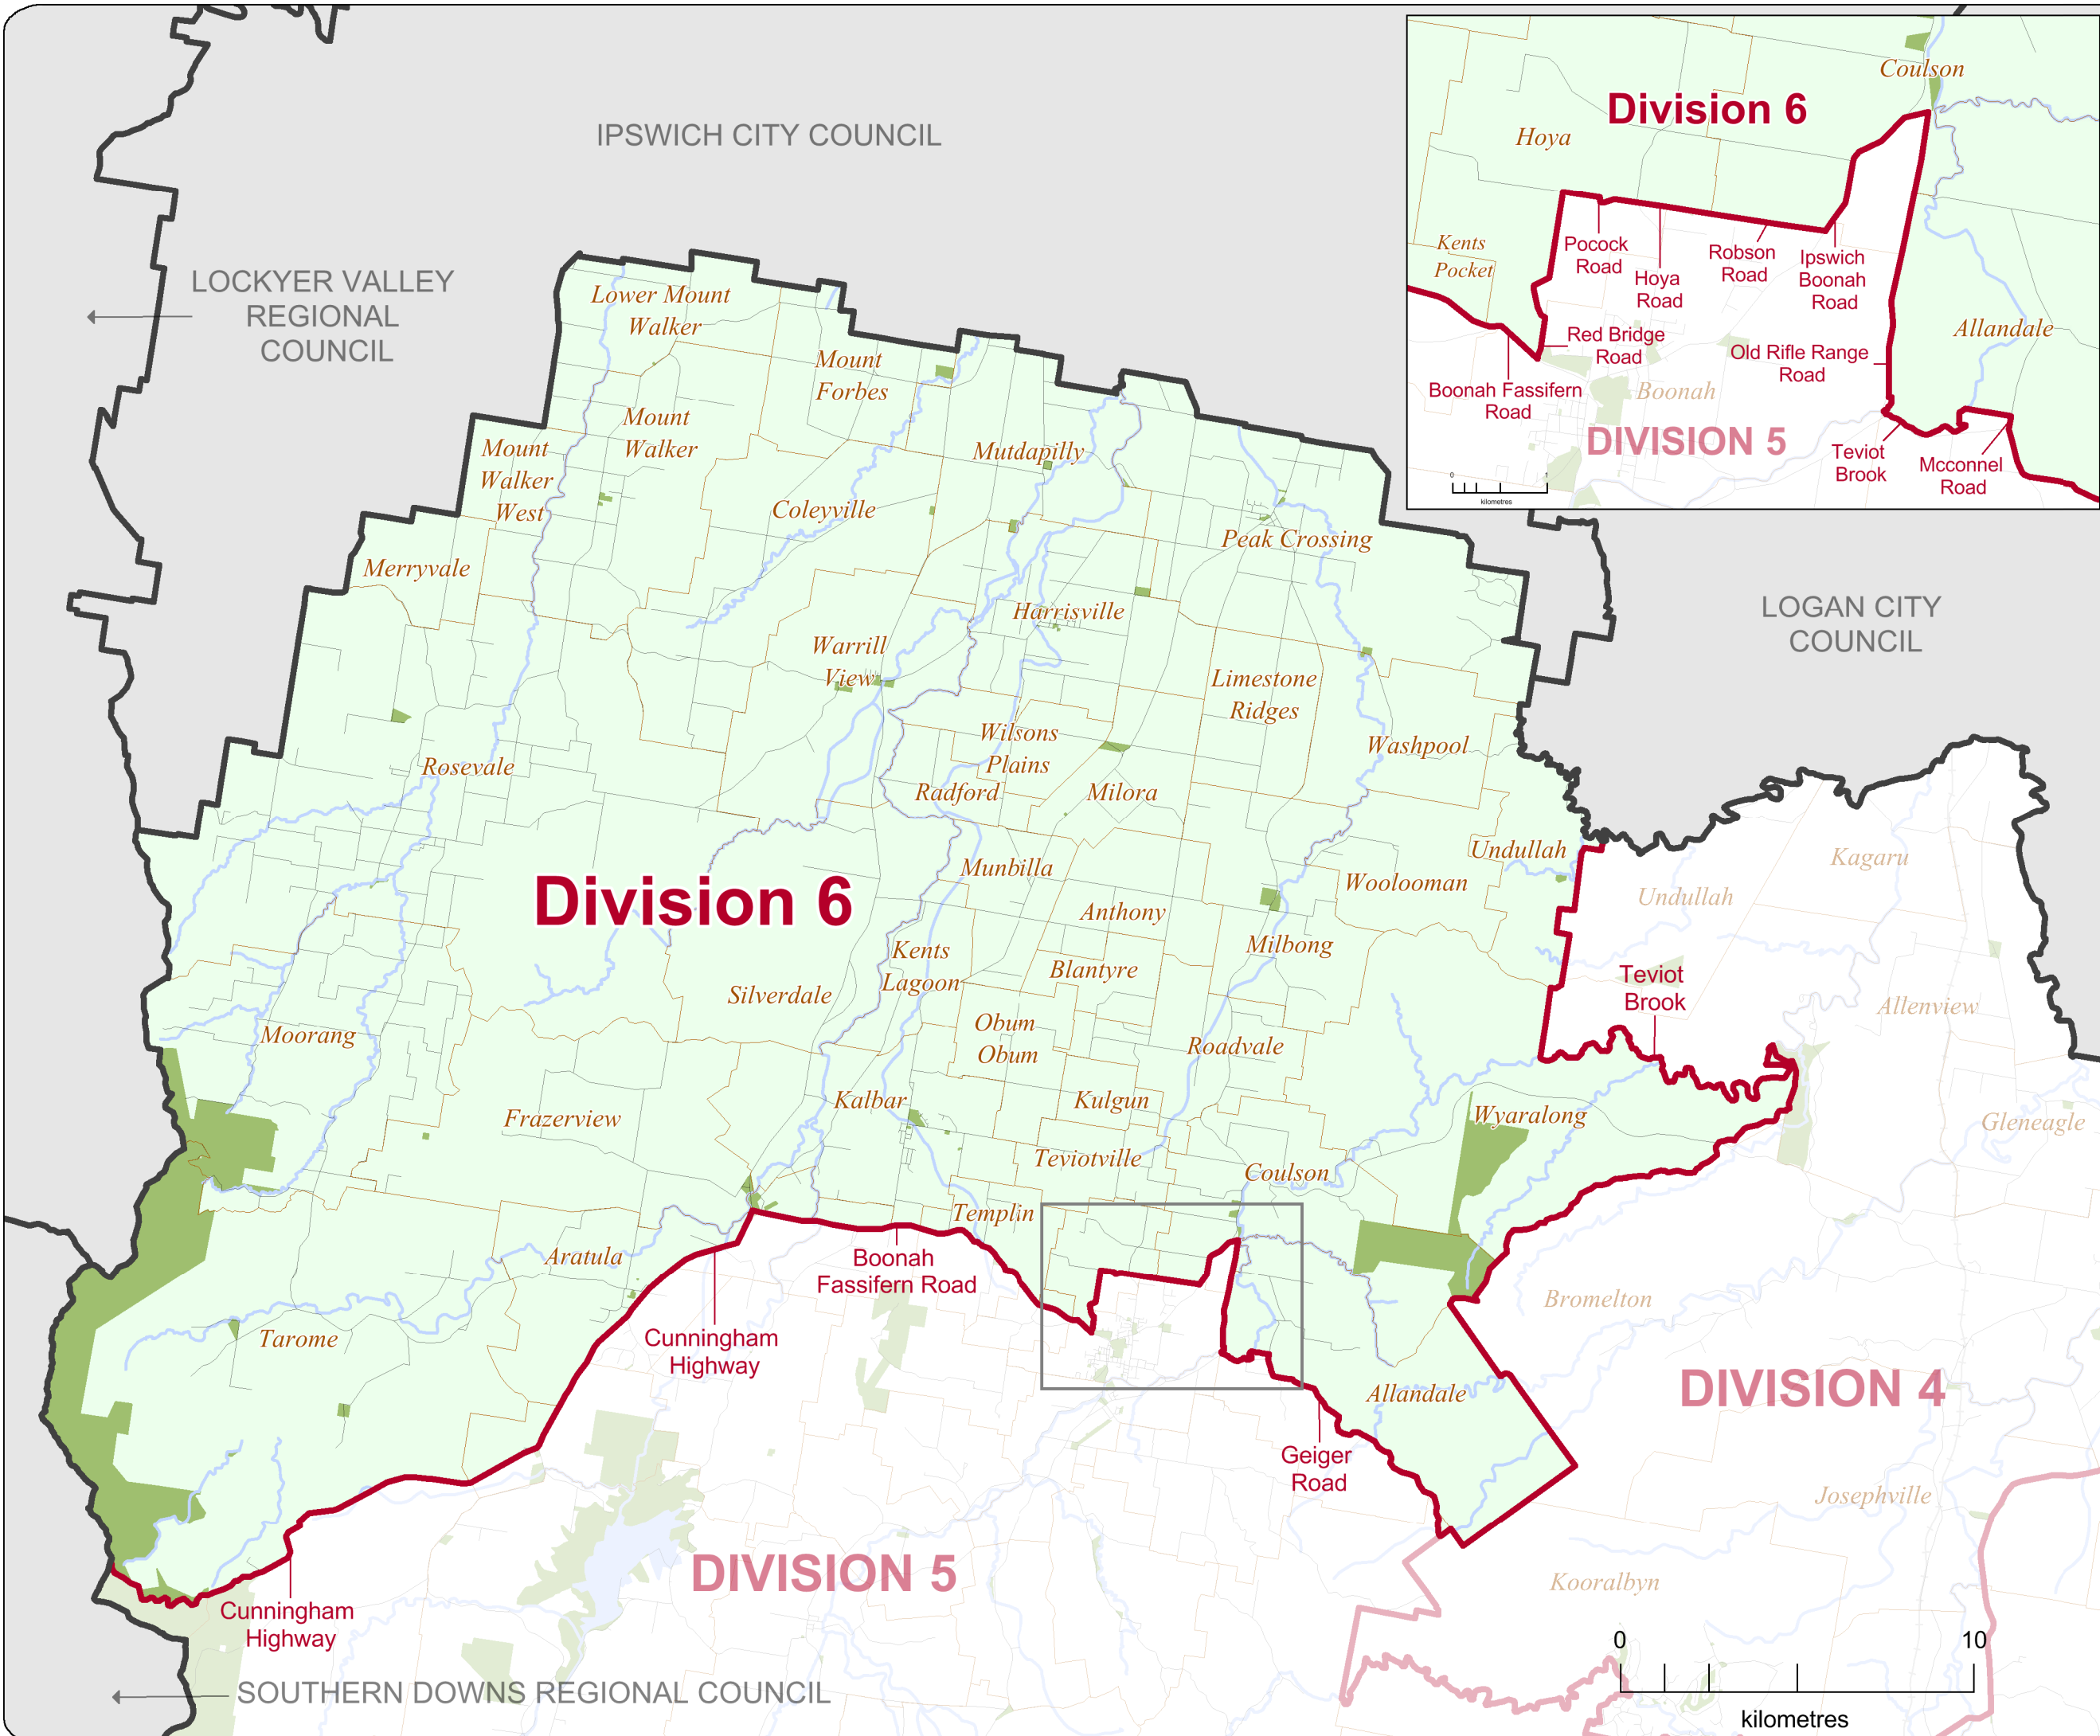 IPSWICH CITY COUNCIL
LOCKYER VALLEY
REGIONAL
COUNCIL
LOGAN CITY
COUNCIL
SOUTHERN DOWNS REGIONAL COUNCIL
Division 6
DIVISION 5
DIVISION 4
Lower Mount
Walker
Mount
Forbes
Mount
Walker
Mount
Walker
West
Mutdapilly
Coleyville
Peak Crossing
Merryvale
Harrisville
Warrill
View
Limestone
Ridges
Wilsons
Plains
Washpool
Rosevale
Radford
Milora
Undullah
Munbilla
Woolooman
Anthony
Milbong
Kents
Lagoon
Blantyre
Silverdale
Obum
Obum
Moorang
Roadvale
Kalbar
Kulgun
Frazerview
Wyaralong
Teviotville
Coulson
Templin
Aratula
Tarome
Allandale
Kagaru
Undullah
Allenview
Gleneagle
Bromelton
Josephville
Kooralbyn
Teviot
Brook
Boonah
Fassifern Road
Cunningham
Highway
Geiger
Road
Cunningham
Highway
0 10
kilometres
Coulson
Division 6
Hoya
Kents
Pocket
Pocock
Road
Hoya
Road
Robson
Road
Ipswich
Boonah
Road
Red Bridge
Road
Allandale
Old Rifle Range
Road
Boonah Fassifern
Road
Boonah
DIVISION 5
Teviot
Brook
Mcconnel
Road
0 1
kilometres